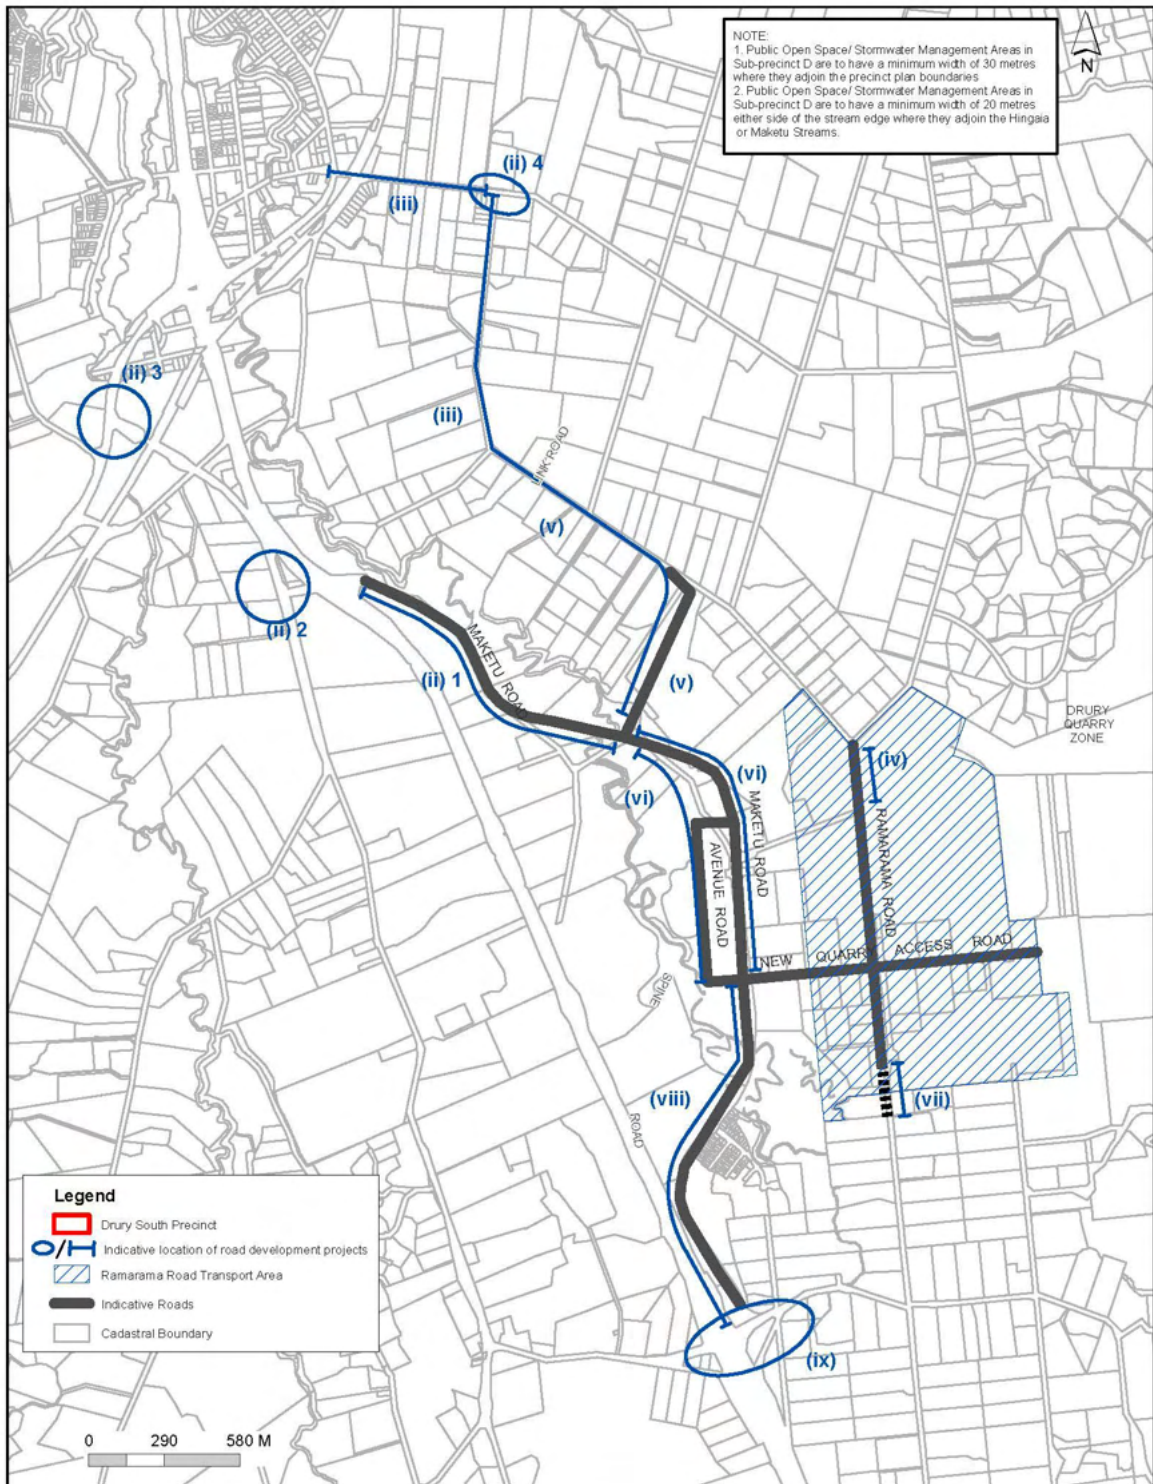 NOTE:
1. Public Open Space/ Stormwater Management Areas in
Sub-precinct D are to have a minimum width of 30 metres
where they adjoin the precinct plan boundaries
2. Public Open Space/ Stormwater Management Areas in
Sub-precinct D are to have a minimum width of 20 metres
either side of the stream edge where they adjoin the Hingaia
or Maketu Streams.
N
(ii) 4
(iii)
(ii) 3
(iii)
LINK ROAD
(v)
(ii) 2
MAKETU ROAD
(ii) 1
(v)
DRURY
QUARRY
ZONE
(iv)
(vi)
(vi)
MAKETU ROAD
RAMARAMA ROAD
AVENUE ROAD
NEW QUARRY ACCESS ROAD
SPINE
ROAD
(vii)
(viii)
(ix)
Legend
Drury South Precinct
Indicative location of road development projects
Ramarama Road Transport Area
Indicative Roads
Cadastral Boundary
0 290 580 M